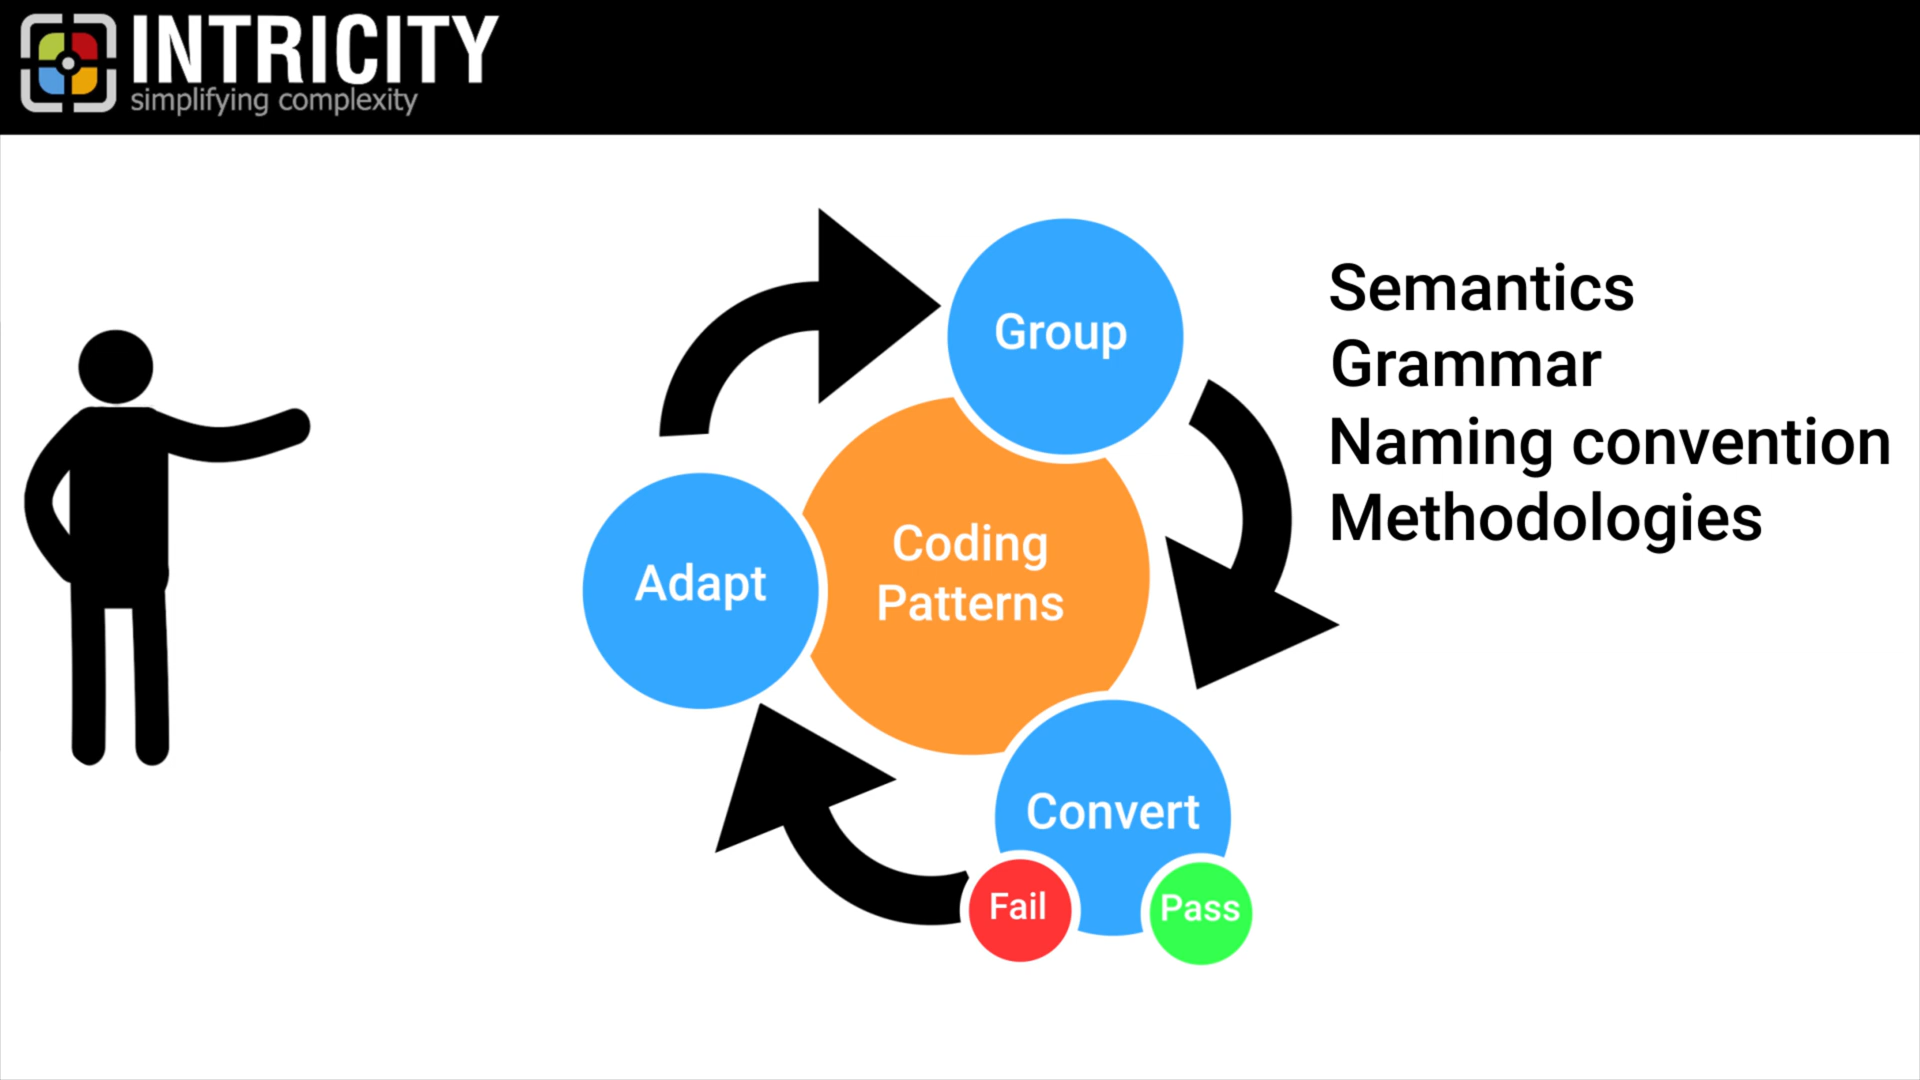 INTRICITY
simplifying complexity
Group
Semantics
Grammar
Naming convention
Methodologies
Coding
Patterns
Adapt
Convert
Fail
Pass